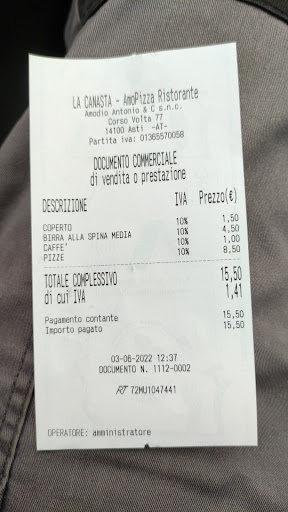 LA CANASTA - AmoPizza Ristorante
Amodio Antonio & C s.n.c.
Corso Volta 77
14100 Asti -AT-
Partita iva: 01365570058
DOCUMENTO COMMERCIALE
di vendita o prestazione
DESCRIZIONE IVA Prezzo(€)
COPERTO 10% 1,50
BIRRA ALLA SPINA MEDIA 10% 4,50
CAFFE' 10% 1,00
PIZZE 10% 8,50
TOTALE COMPLESSIVO 15,50
di cui IVA 1,41
Pagamento contante 15,50
Importo pagato 15,50
03-06-2022 12:37
DOCUMENTO N. 1112-0002
RT 72MU1047441
OPERATORE: amministratore